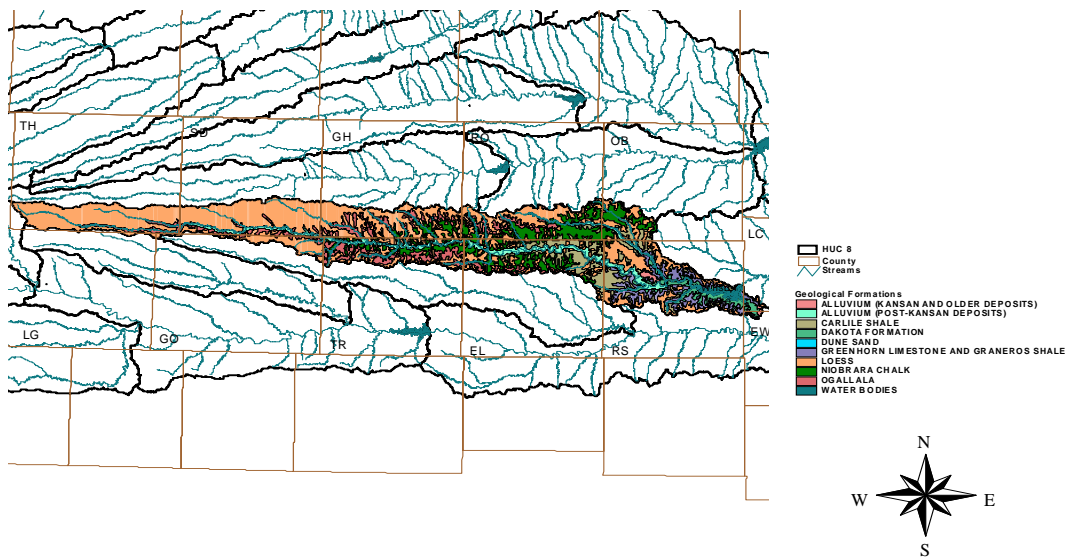 TH
SD
GH
RO
OB
LC
HUC 8
County
Streams
Geological Formations
ALLUVIUM (KANSAN AND OLDER DEPOSITS)
ALLUVIUM (POST-KANSAN DEPOSITS)
CARLILE SHALE
DAKOTA FORMATION
DUNE SAND
GREENHORN LIMESTONE AND GRANEROS SHALE
LOESS
NIOBRARA CHALK
OGALLALA
WATER BODIES
LG
GO
TR
EL
RS
EW
N
W
E
S